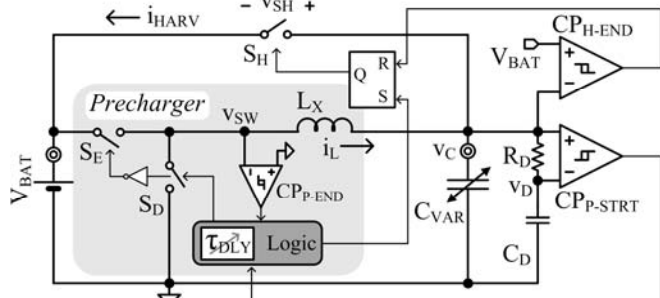 i_HARV
− v_SH +
S_H
CP_H-END
V_BAT
+
−
R
Q
S
Precharger
v_SW
L_X
i_L
S_E
S_D
− +
CP_P-END
V_BAT
v_C
R_D
v_D
+
−
CP_P-STRT
C_VAR
C_D
τ_DLY
Logic